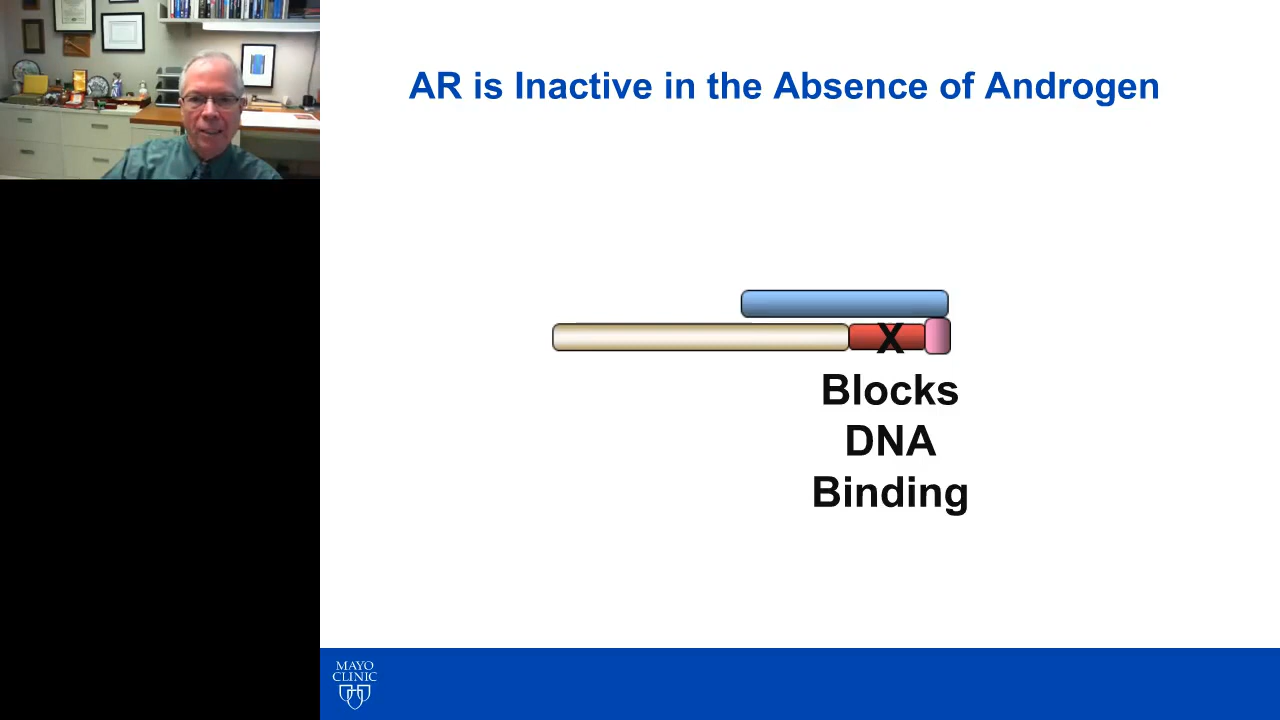 AR is Inactive in the Absence of Androgen
X
Blocks
DNA
Binding
MAYO
CLINIC